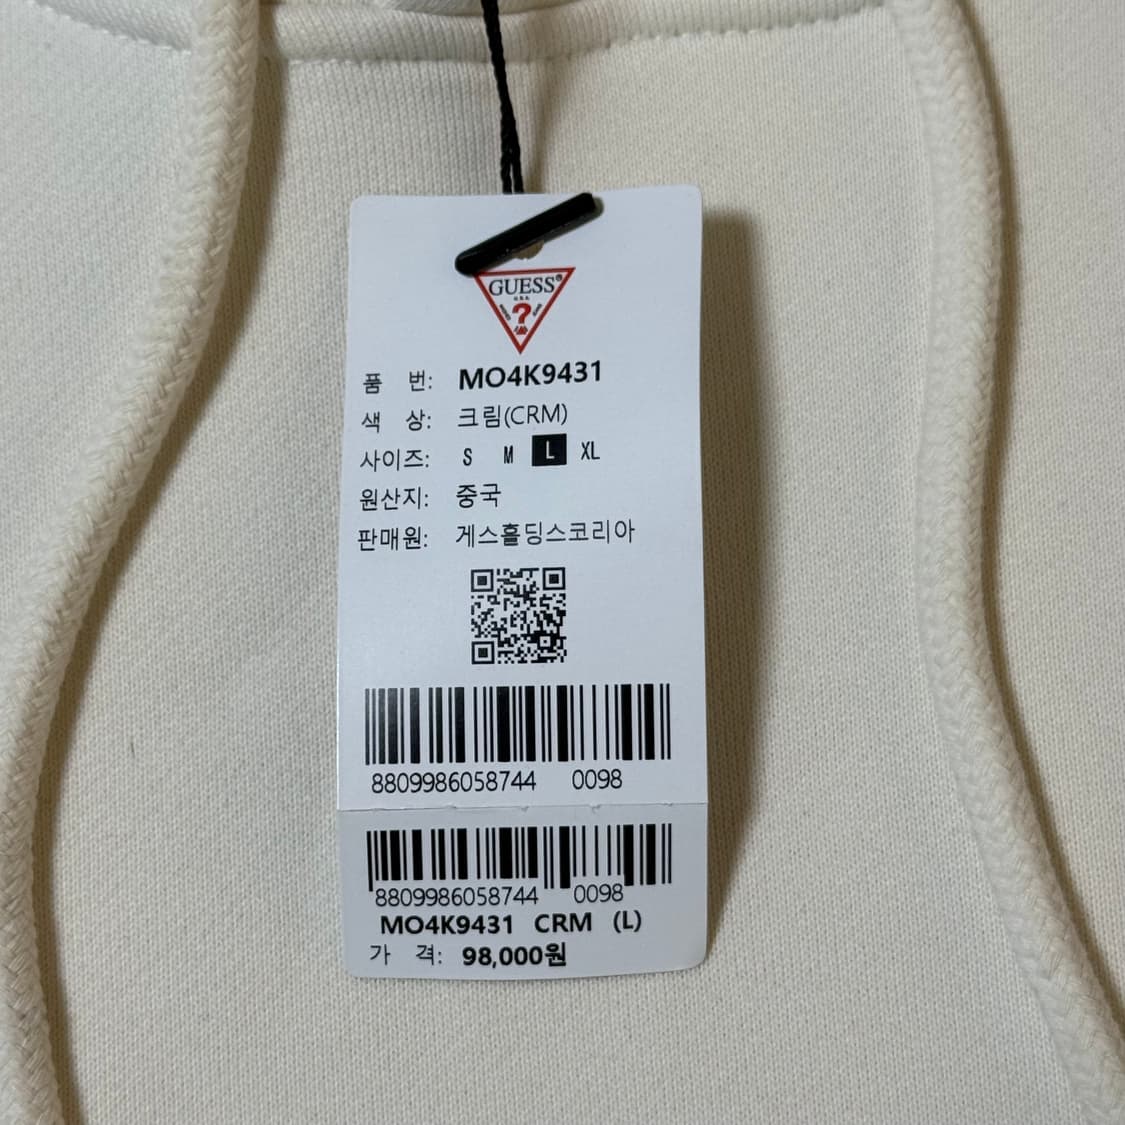 GUESS®
U.S.A.
?
품 번: MO4K9431
색 상: 크림(CRM)
사이즈: S M L XL
원산지: 중국
판매원: 게스홀딩스코리아
8809986058744 0098
8809986058744 0098
MO4K9431 CRM (L)
가 격: 98,000원